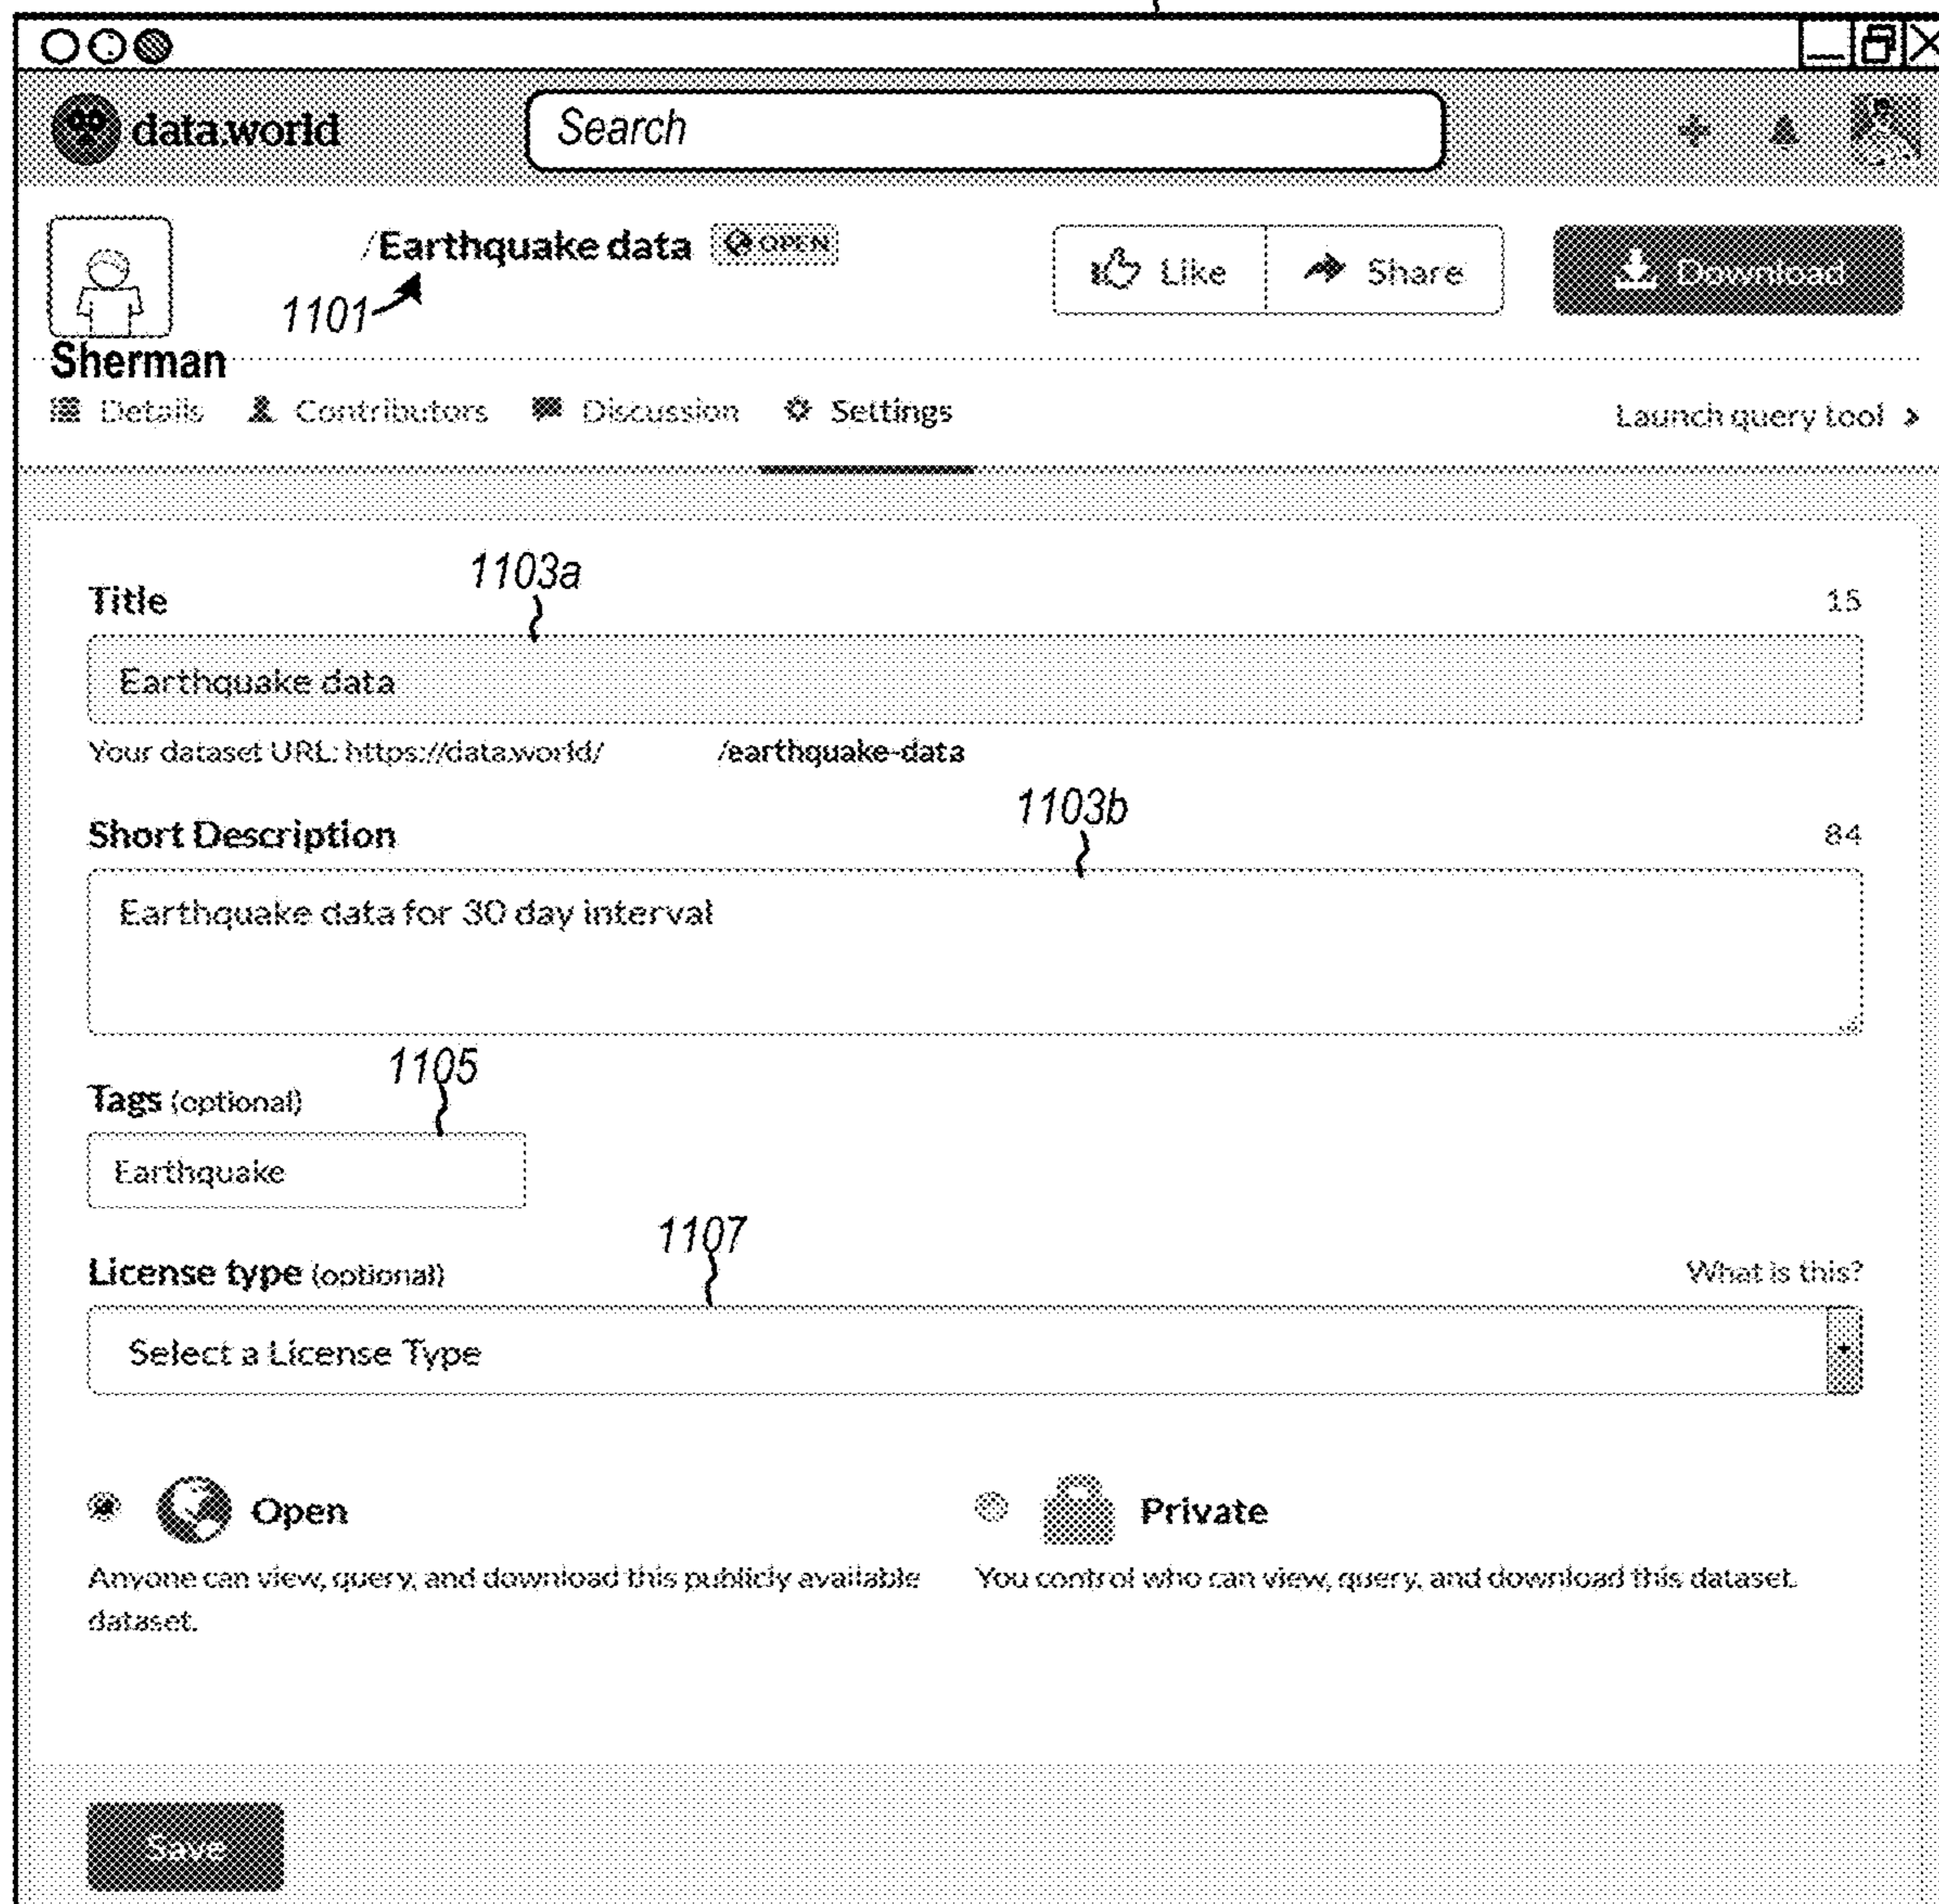 data.world
Search
/Earthquake data OPEN
Like Share Download
1101
Sherman
Details Contributors Discussion Settings Launch query tool >
1103a
Title 15
Earthquake data
Your dataset URL: https://data.world/ /earthquake-data
1103b
Short Description 84
Earthquake data for 30 day interval
1105
Tags (optional)
Earthquake
1107
License type (optional) What is this?
Select a License Type
Open Private
Anyone can view, query, and download this publicly available
dataset.
You control who can view, query, and download this dataset.
Save